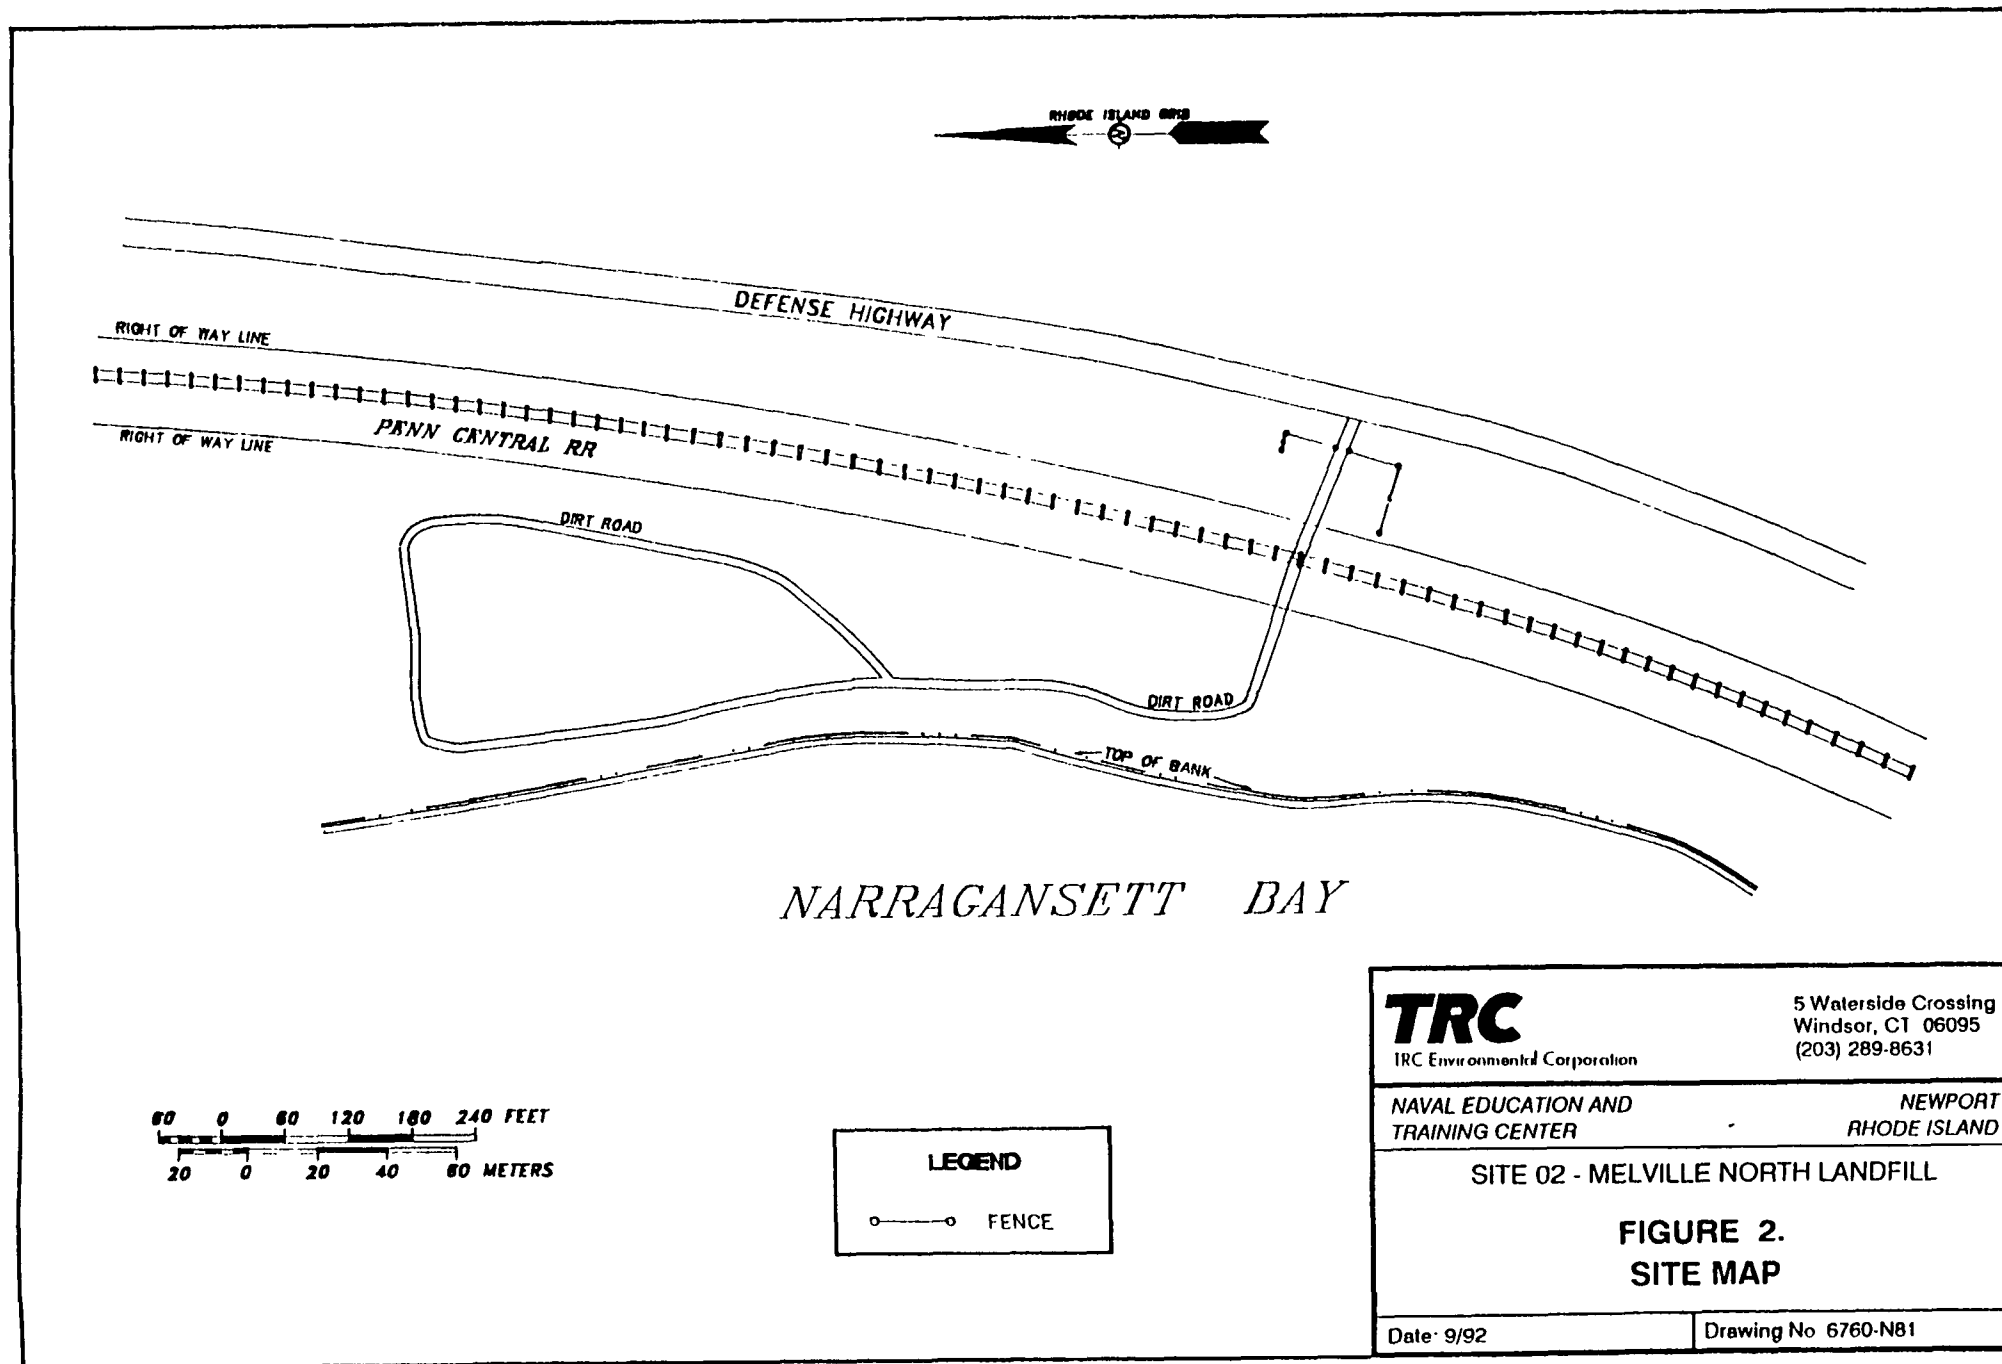 RHODE ISLAND GRID
DEFENSE HIGHWAY
RIGHT OF WAY LINE
PENN CENTRAL RR
RIGHT OF WAY LINE
DIRT ROAD
DIRT ROAD
TOP OF BANK
NARRAGANSETT BAY
TRC
TRC Environmental Corporation
5 Waterside Crossing
Windsor, CT 06095
(203) 289-8631
NAVAL EDUCATION AND
TRAINING CENTER
NEWPORT
RHODE ISLAND
SITE 02 - MELVILLE NORTH LANDFILL
FIGURE 2.
SITE MAP
Date: 9/92
Drawing No 6760-N81
60 0 60 120 180 240 FEET
20 0 20 40 60 METERS
LEGEND
FENCE